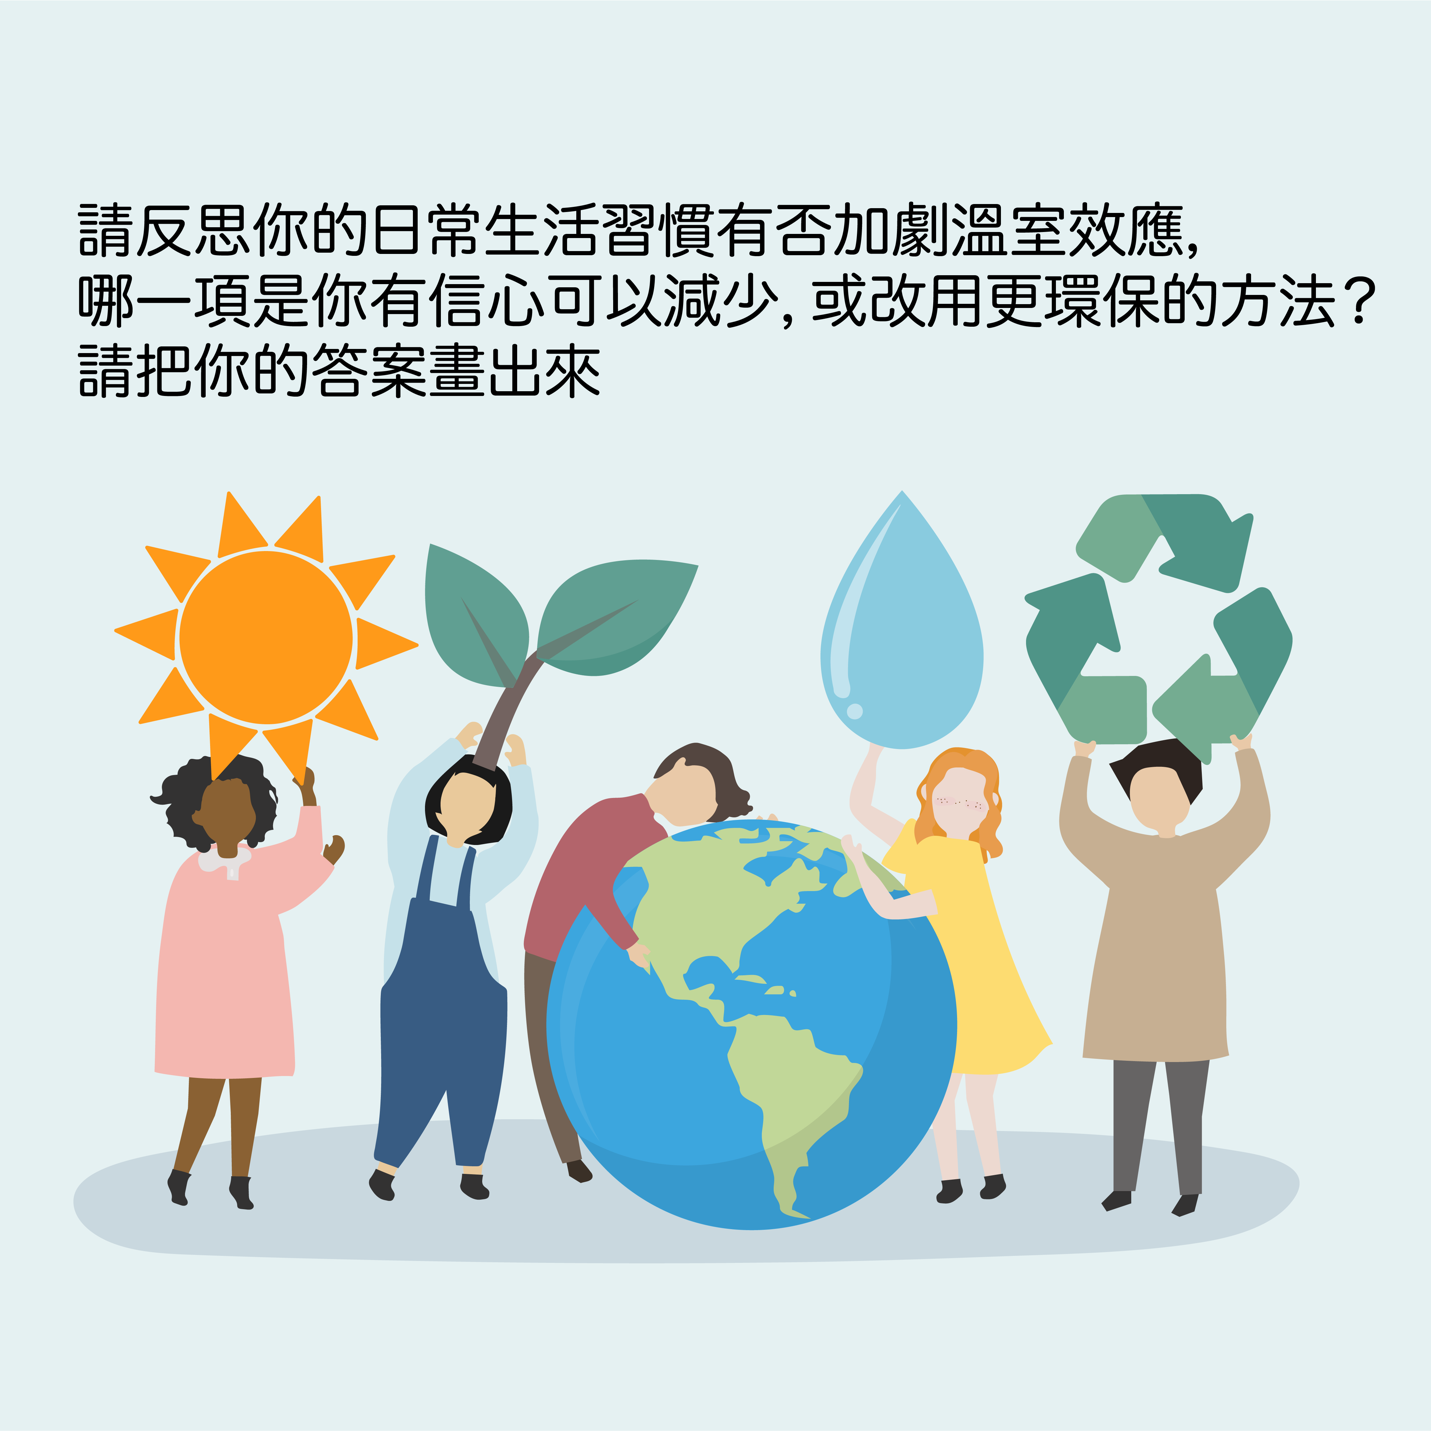 請反思你的日常生活習慣有否加劇溫室效應,
哪一項是你有信心可以減少, 或改用更環保的方法?
請把你的答案畫出來